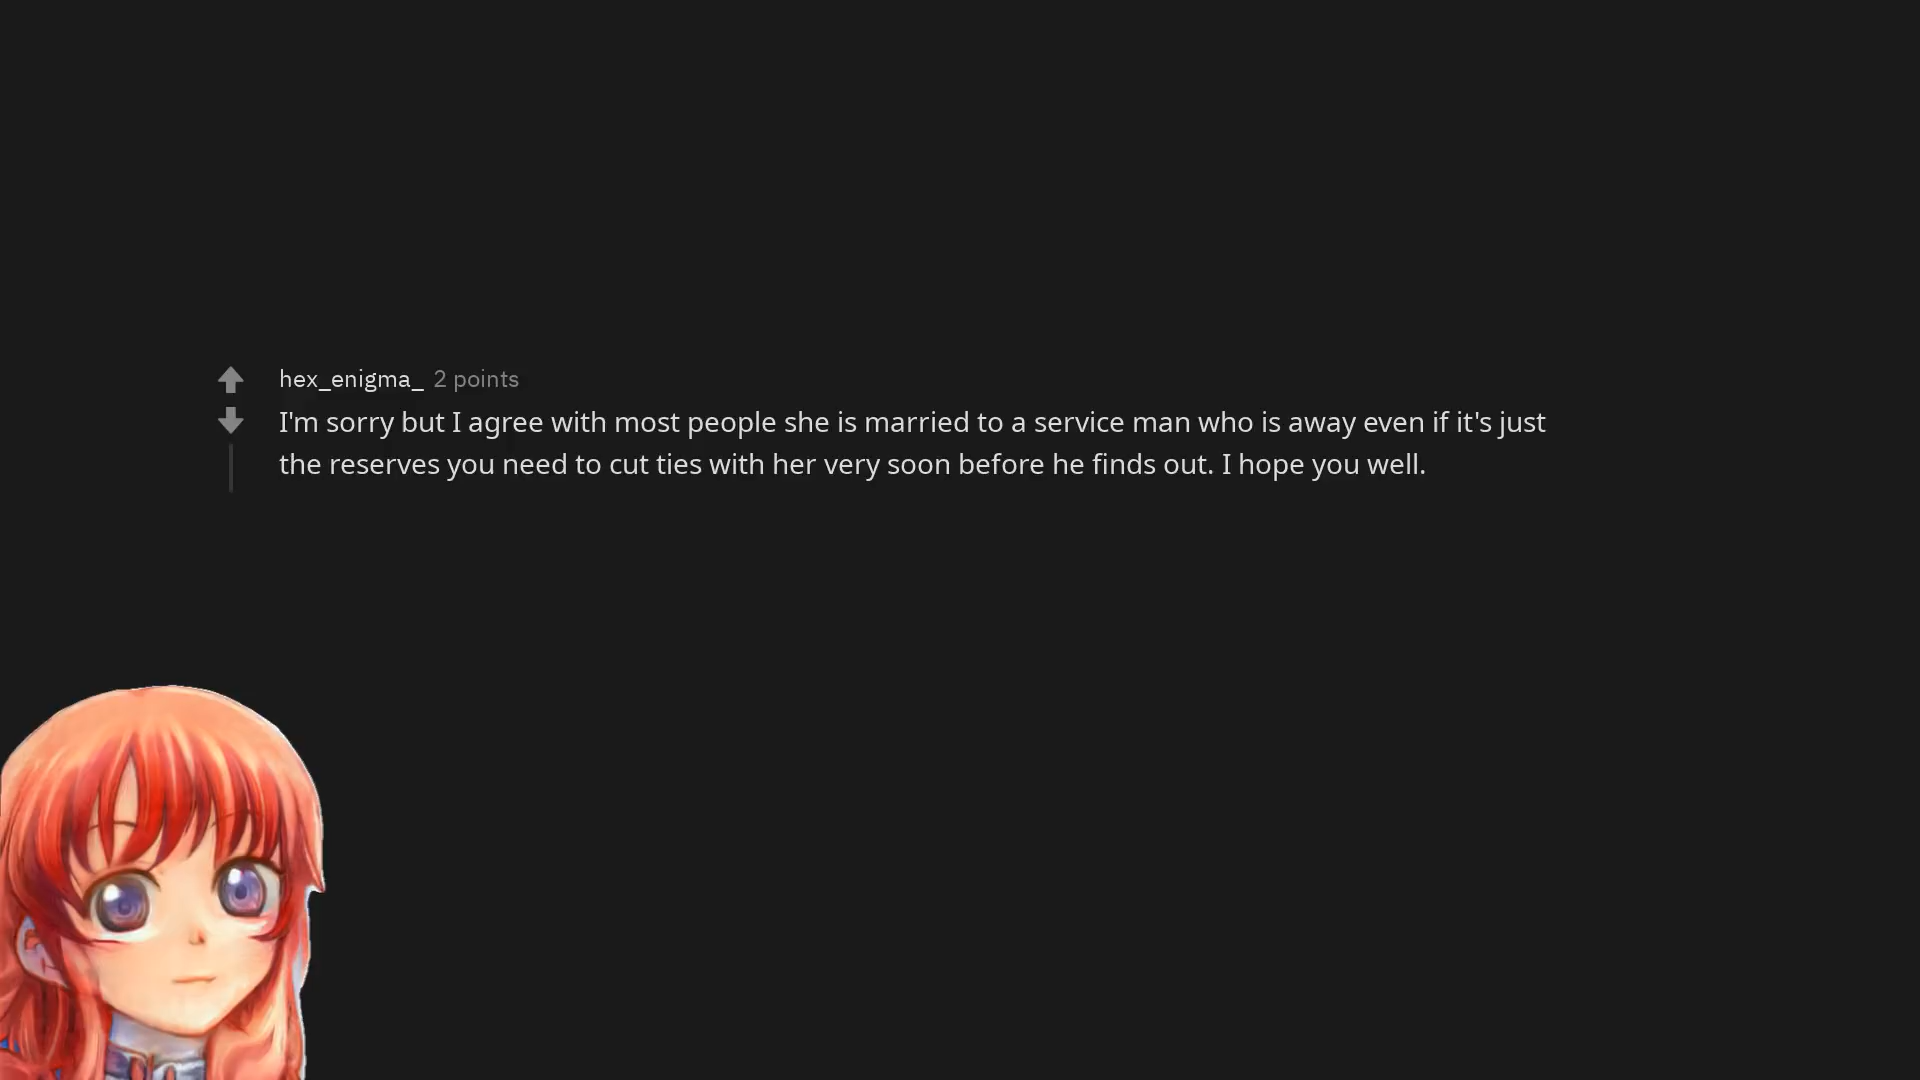 hex_enigma_ 2 points
I'm sorry but I agree with most people she is married to a service man who is away even if it's just
the reserves you need to cut ties with her very soon before he finds out. I hope you well.